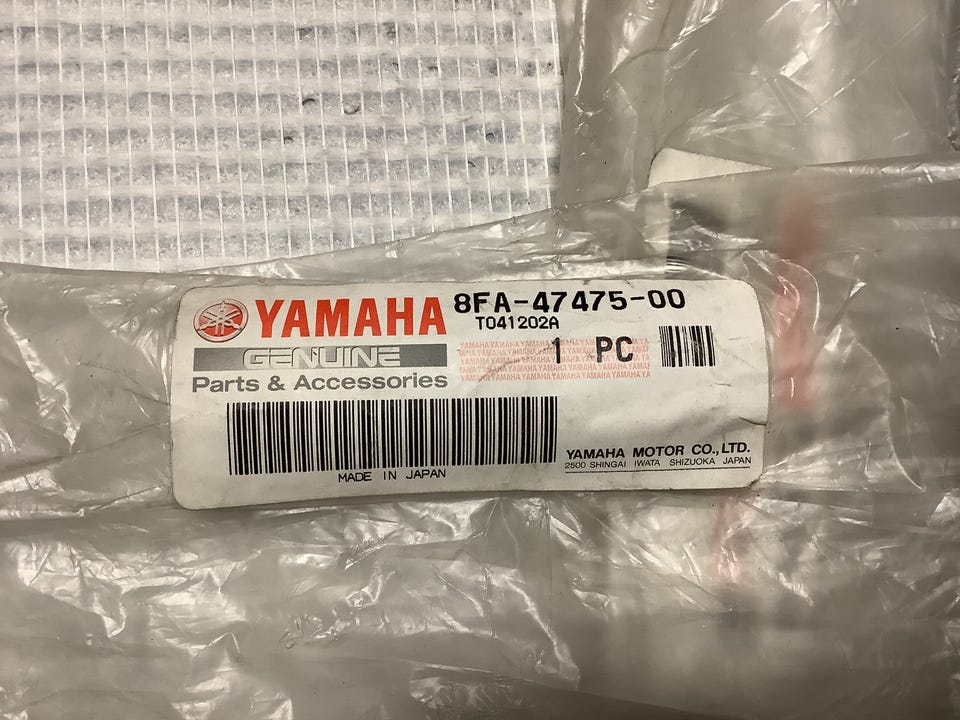 YAMAHA 8FA-47475-00
T041202A
GENUINE 1 PC
Parts & Accessories
YAMAHA MOTOR CO., LTD.
2500 SHINGAI IWATA SHIZUOKA JAPAN
MADE IN JAPAN